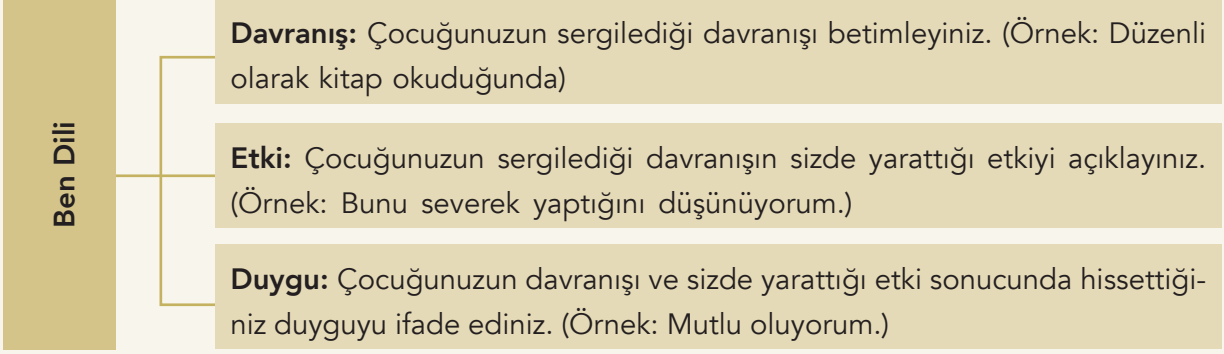 Ben Dili
Davranış: Çocuğunuzun sergilediği davranışı betimleyiniz. (Örnek: Düzenli
olarak kitap okuduğunda)
Etki: Çocuğunuzun sergilediği davranışın sizde yarattığı etkiyi açıklayınız.
(Örnek: Bunu severek yaptığını düşünüyorum.)
Duygu: Çocuğunuzun davranışı ve sizde yarattığı etki sonucunda hissettiği-
niz duyguyu ifade ediniz. (Örnek: Mutlu oluyorum.)